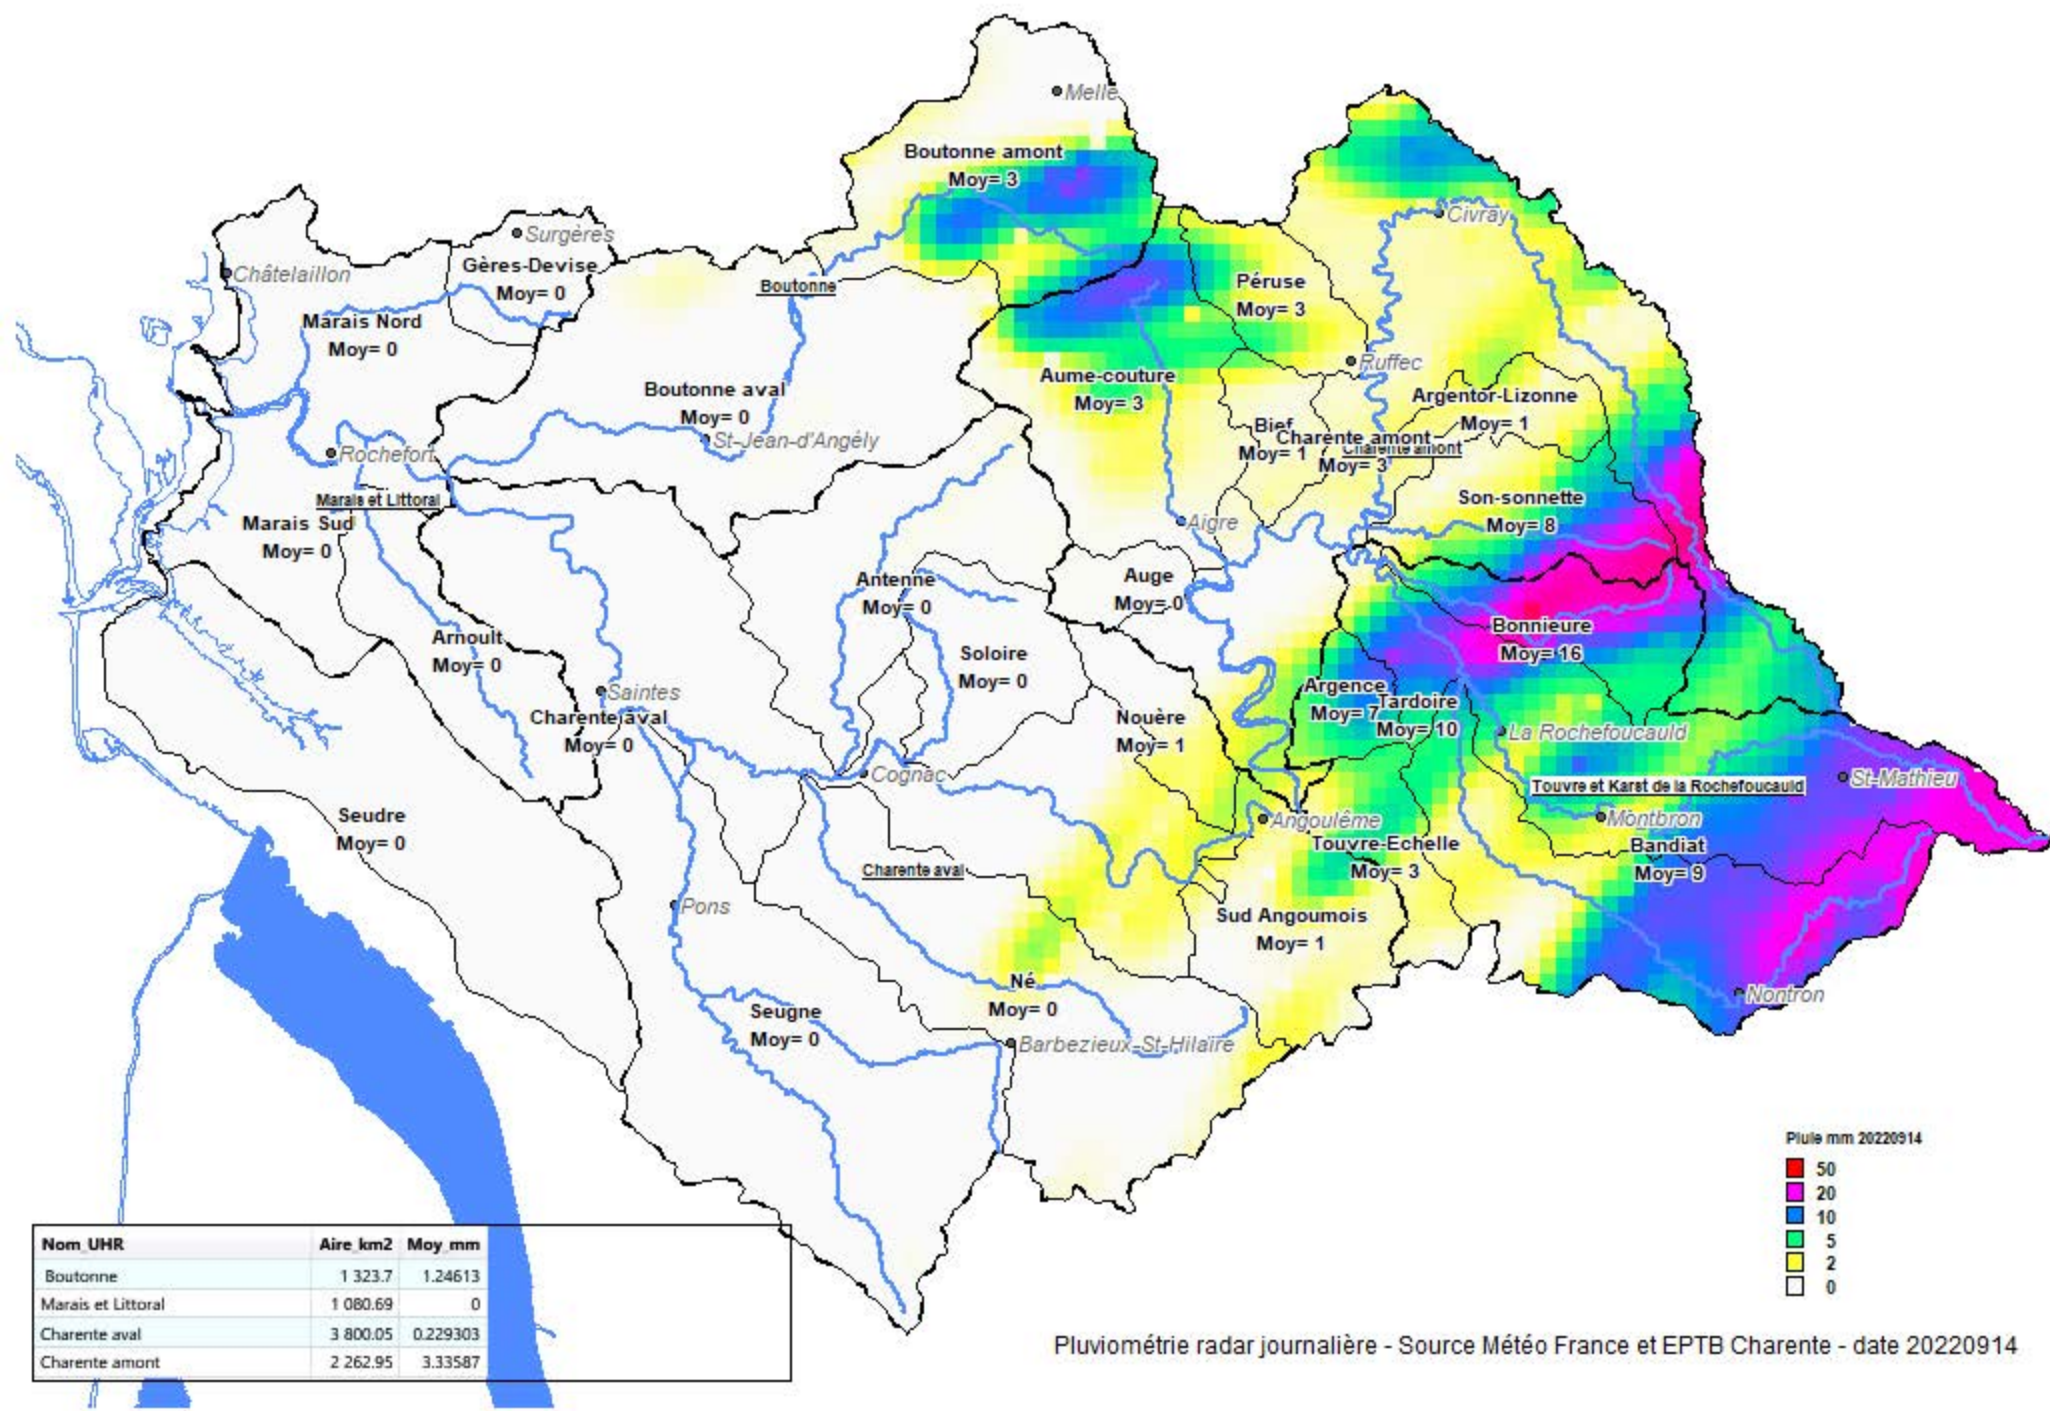 Melle
Boutonne amont
Moy= 3
Civray
Surgères
Châtelaillon
Gères-Devise
Moy= 0
Boutonne
Péruse
Moy= 3
Marais Nord
Moy= 0
Ruffec
Aume-couture
Moy= 3
Boutonne aval
Moy= 0
Argentor-Lizonne
Moy= 1
St-Jean-d'Angély
Bief
Moy= 1
Charente amont
Moy= 3
Charente amont
Rochefort
Marais et Littoral
Son-sonnette
Moy= 8
Marais Sud
Moy= 0
Aigre
Antenne
Moy= 0
Auge
Moy= 0
Arnoult
Moy= 0
Soloire
Moy= 0
Bonnieure
Moy= 16
Saintes
Argence
Moy= 7
Tardoire
Moy= 10
Charente aval
Moy= 0
Nouère
Moy= 1
La Rochefoucauld
Cognac
Touvre et Karst de la Rochefoucauld
St-Mathieu
Seudre
Moy= 0
Angoulême
Montbron
Touvre-Echelle
Moy= 3
Bandiat
Moy= 9
Charente aval
Pons
Sud Angoumois
Moy= 1
Né
Moy= 0
Nontron
Seugne
Moy= 0
Barbezieux-St-Hilaire
Pluie mm 20220914
50
20
10
5
2
0
Nom_UHR Aire_km2 Moy_mm
Boutonne 1 323.7 1.24613
Marais et Littoral 1 080.69 0
Charente aval 3 800.05 0.229303
Charente amont 2 262.95 3.33587
Pluviométrie radar journalière - Source Météo France et EPTB Charente - date 20220914